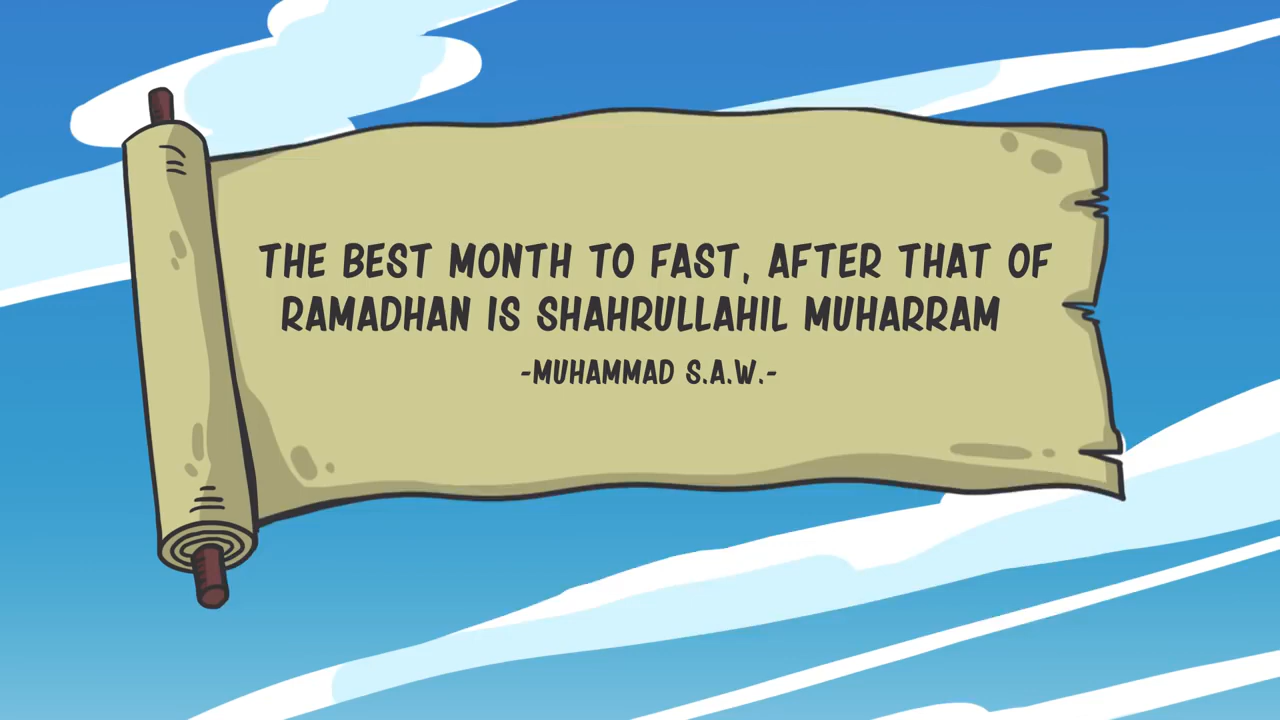 THE BEST MONTH TO FAST, AFTER THAT OF
RAMADHAN IS SHAHRULLAHIL MUHARRAM
-MUHAMMAD S.A.W.-